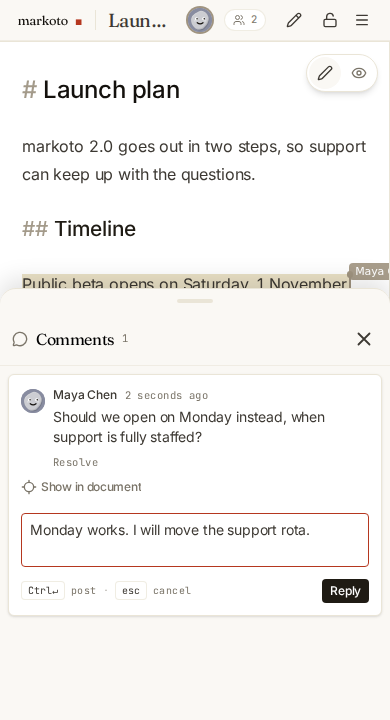 markoto
Laun...
2
# Launch plan
markoto 2.0 goes out in two steps, so support
can keep up with the questions.
## Timeline
Maya
Public beta opens on Saturday, 1 November
Comments 1
Maya Chen 2 seconds ago
Should we open on Monday instead, when
support is fully staffed?
Resolve
Show in document
Monday works. I will move the support rota.
Ctrl↵ post · esc cancel
Reply